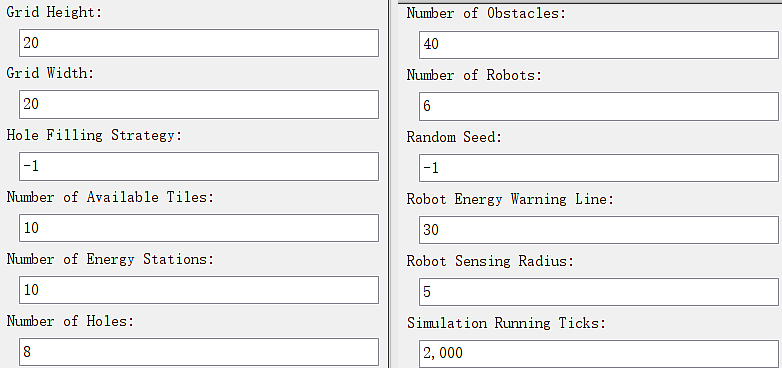 Grid Height:
20
Grid Width:
20
Hole Filling Strategy:
-1
Number of Available Tiles:
10
Number of Energy Stations:
10
Number of Holes:
8
Number of Obstacles:
40
Number of Robots:
6
Random Seed:
-1
Robot Energy Warning Line:
30
Robot Sensing Radius:
5
Simulation Running Ticks:
2,000